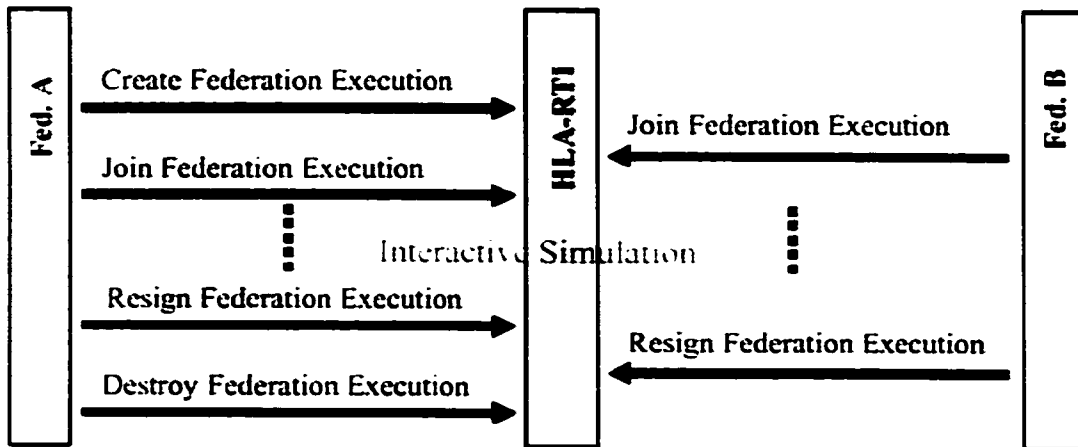 Fed. A
Create Federation Execution
Join Federation Execution
Interactive Simulation
Resign Federation Execution
Destroy Federation Execution
HLA-RTI
Join Federation Execution
Resign Federation Execution
Fed. B